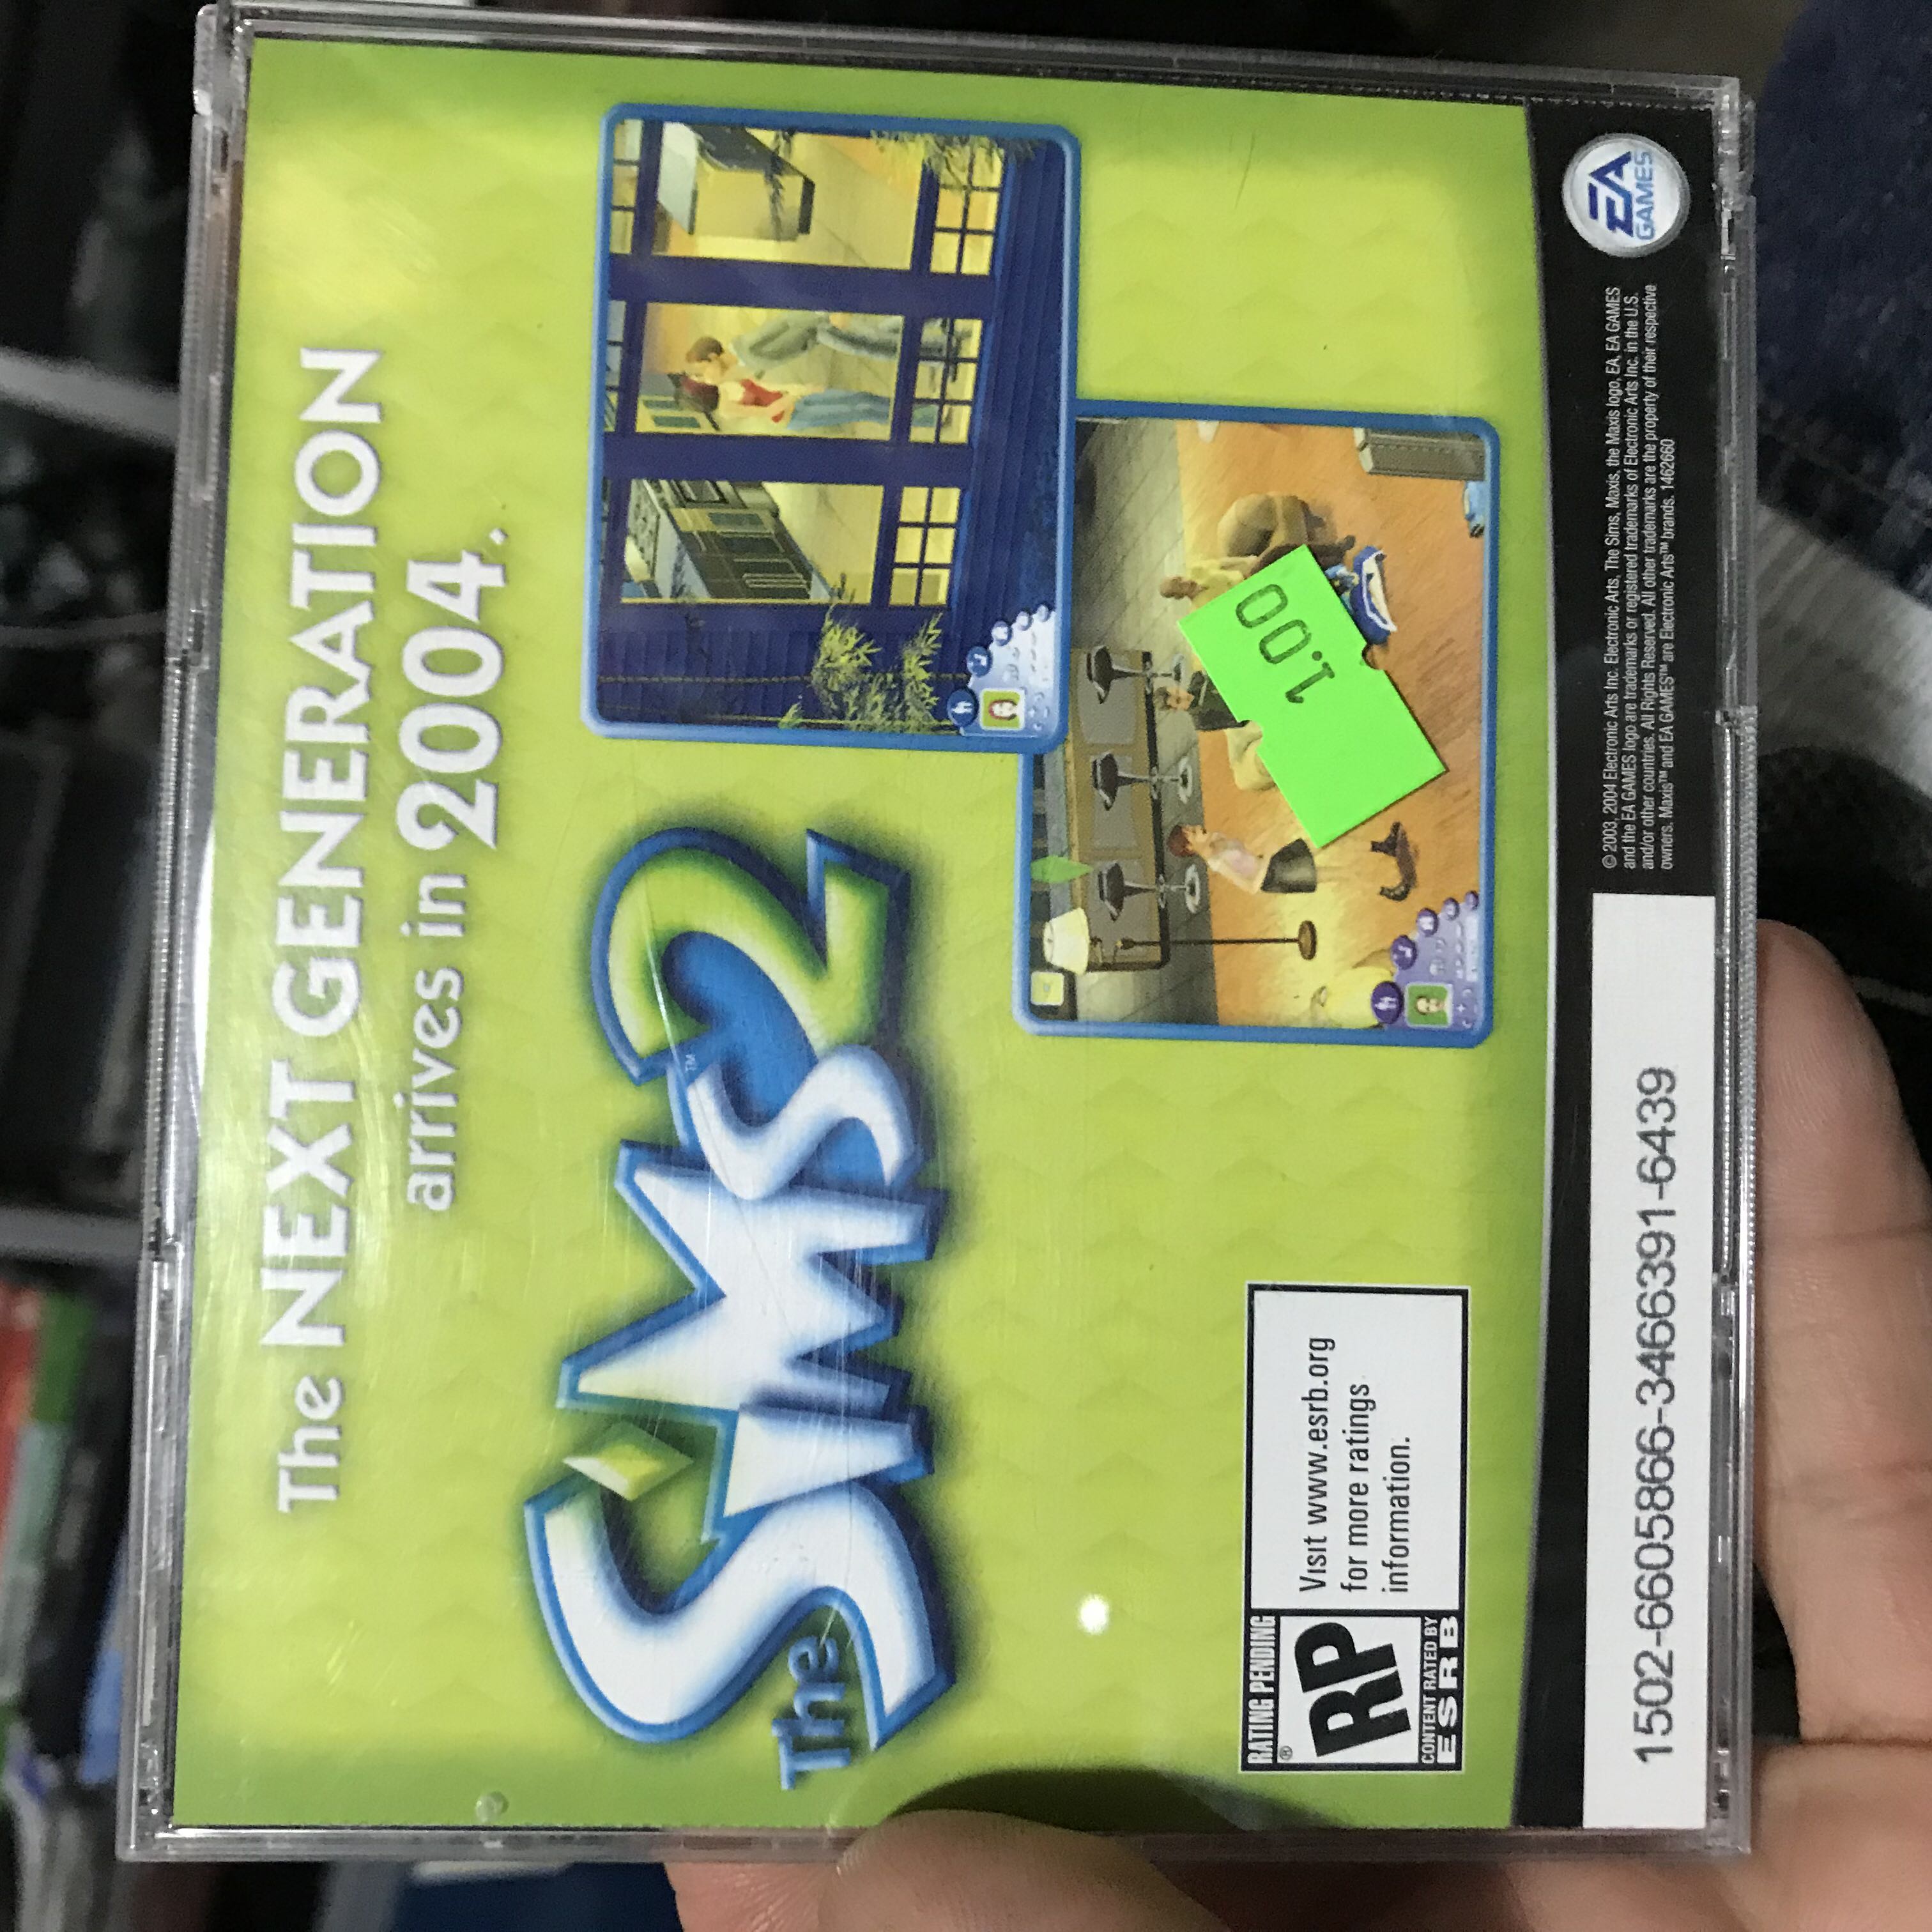 The NEXT GENERATION
arrives in 2004.
The SIMS 2 ™
1.00
RATING PENDING
RP
®
CONTENT RATED BY
ESRB
Visit www.esrb.org
for more ratings
information.
1502-6605866-3466391-6439
© 2003, 2004 Electronic Arts Inc. Electronic Arts, The Sims, Maxis, the Maxis logo, EA, EA GAMES
and the EA GAMES logo are trademarks or registered trademarks of Electronic Arts Inc. in the U.S.
and/or other countries. All Rights Reserved. All other trademarks are the property of their respective
owners. Maxis™ and EA GAMES™ are Electronic Arts™ brands. 1462660
EA
GAMES